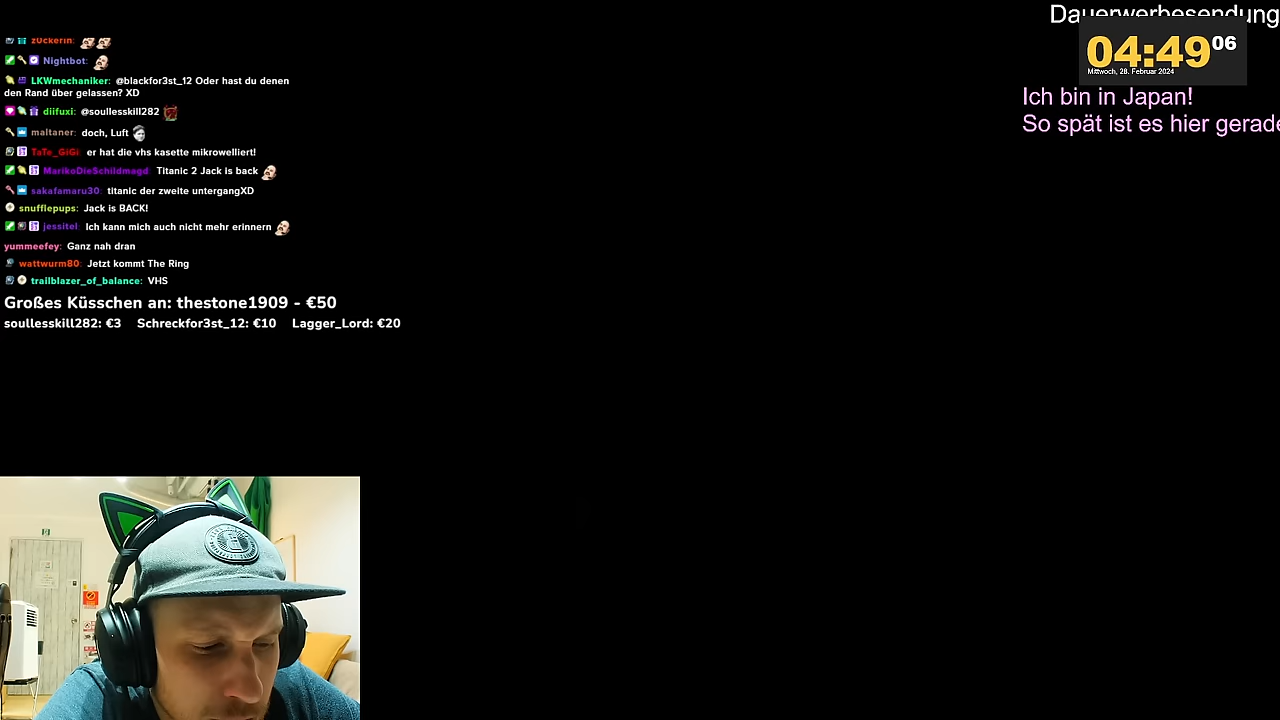 Dauerwerbesendung
04:49 06
Mittwoch, 28. Februar 2024
Ich bin in Japan!
So spät ist es hier gerade
zUckerin:
Nightbot:
LKWmechaniker: @blackfor3st_12 Oder hast du denen
den Rand über gelassen? XD
diifuxi: @soullesskill282
maltaner: doch, Luft
TaTe_GiGi: er hat die vhs kasette mikrowelliert!
MarikoDieSchildmagd: Titanic 2 Jack is back
sakafamaru30: titanic der zweite untergangXD
snufflepups: Jack is BACK!
jessitel: Ich kann mich auch nicht mehr erinnern
yummeefey: Ganz nah dran
wattwurm80: Jetzt kommt The Ring
trailblazer_of_balance: VHS
Großes Küsschen an: thestone1909 - €50
soullesskill282: €3 Schreckfor3st_12: €10 Lagger_Lord: €20